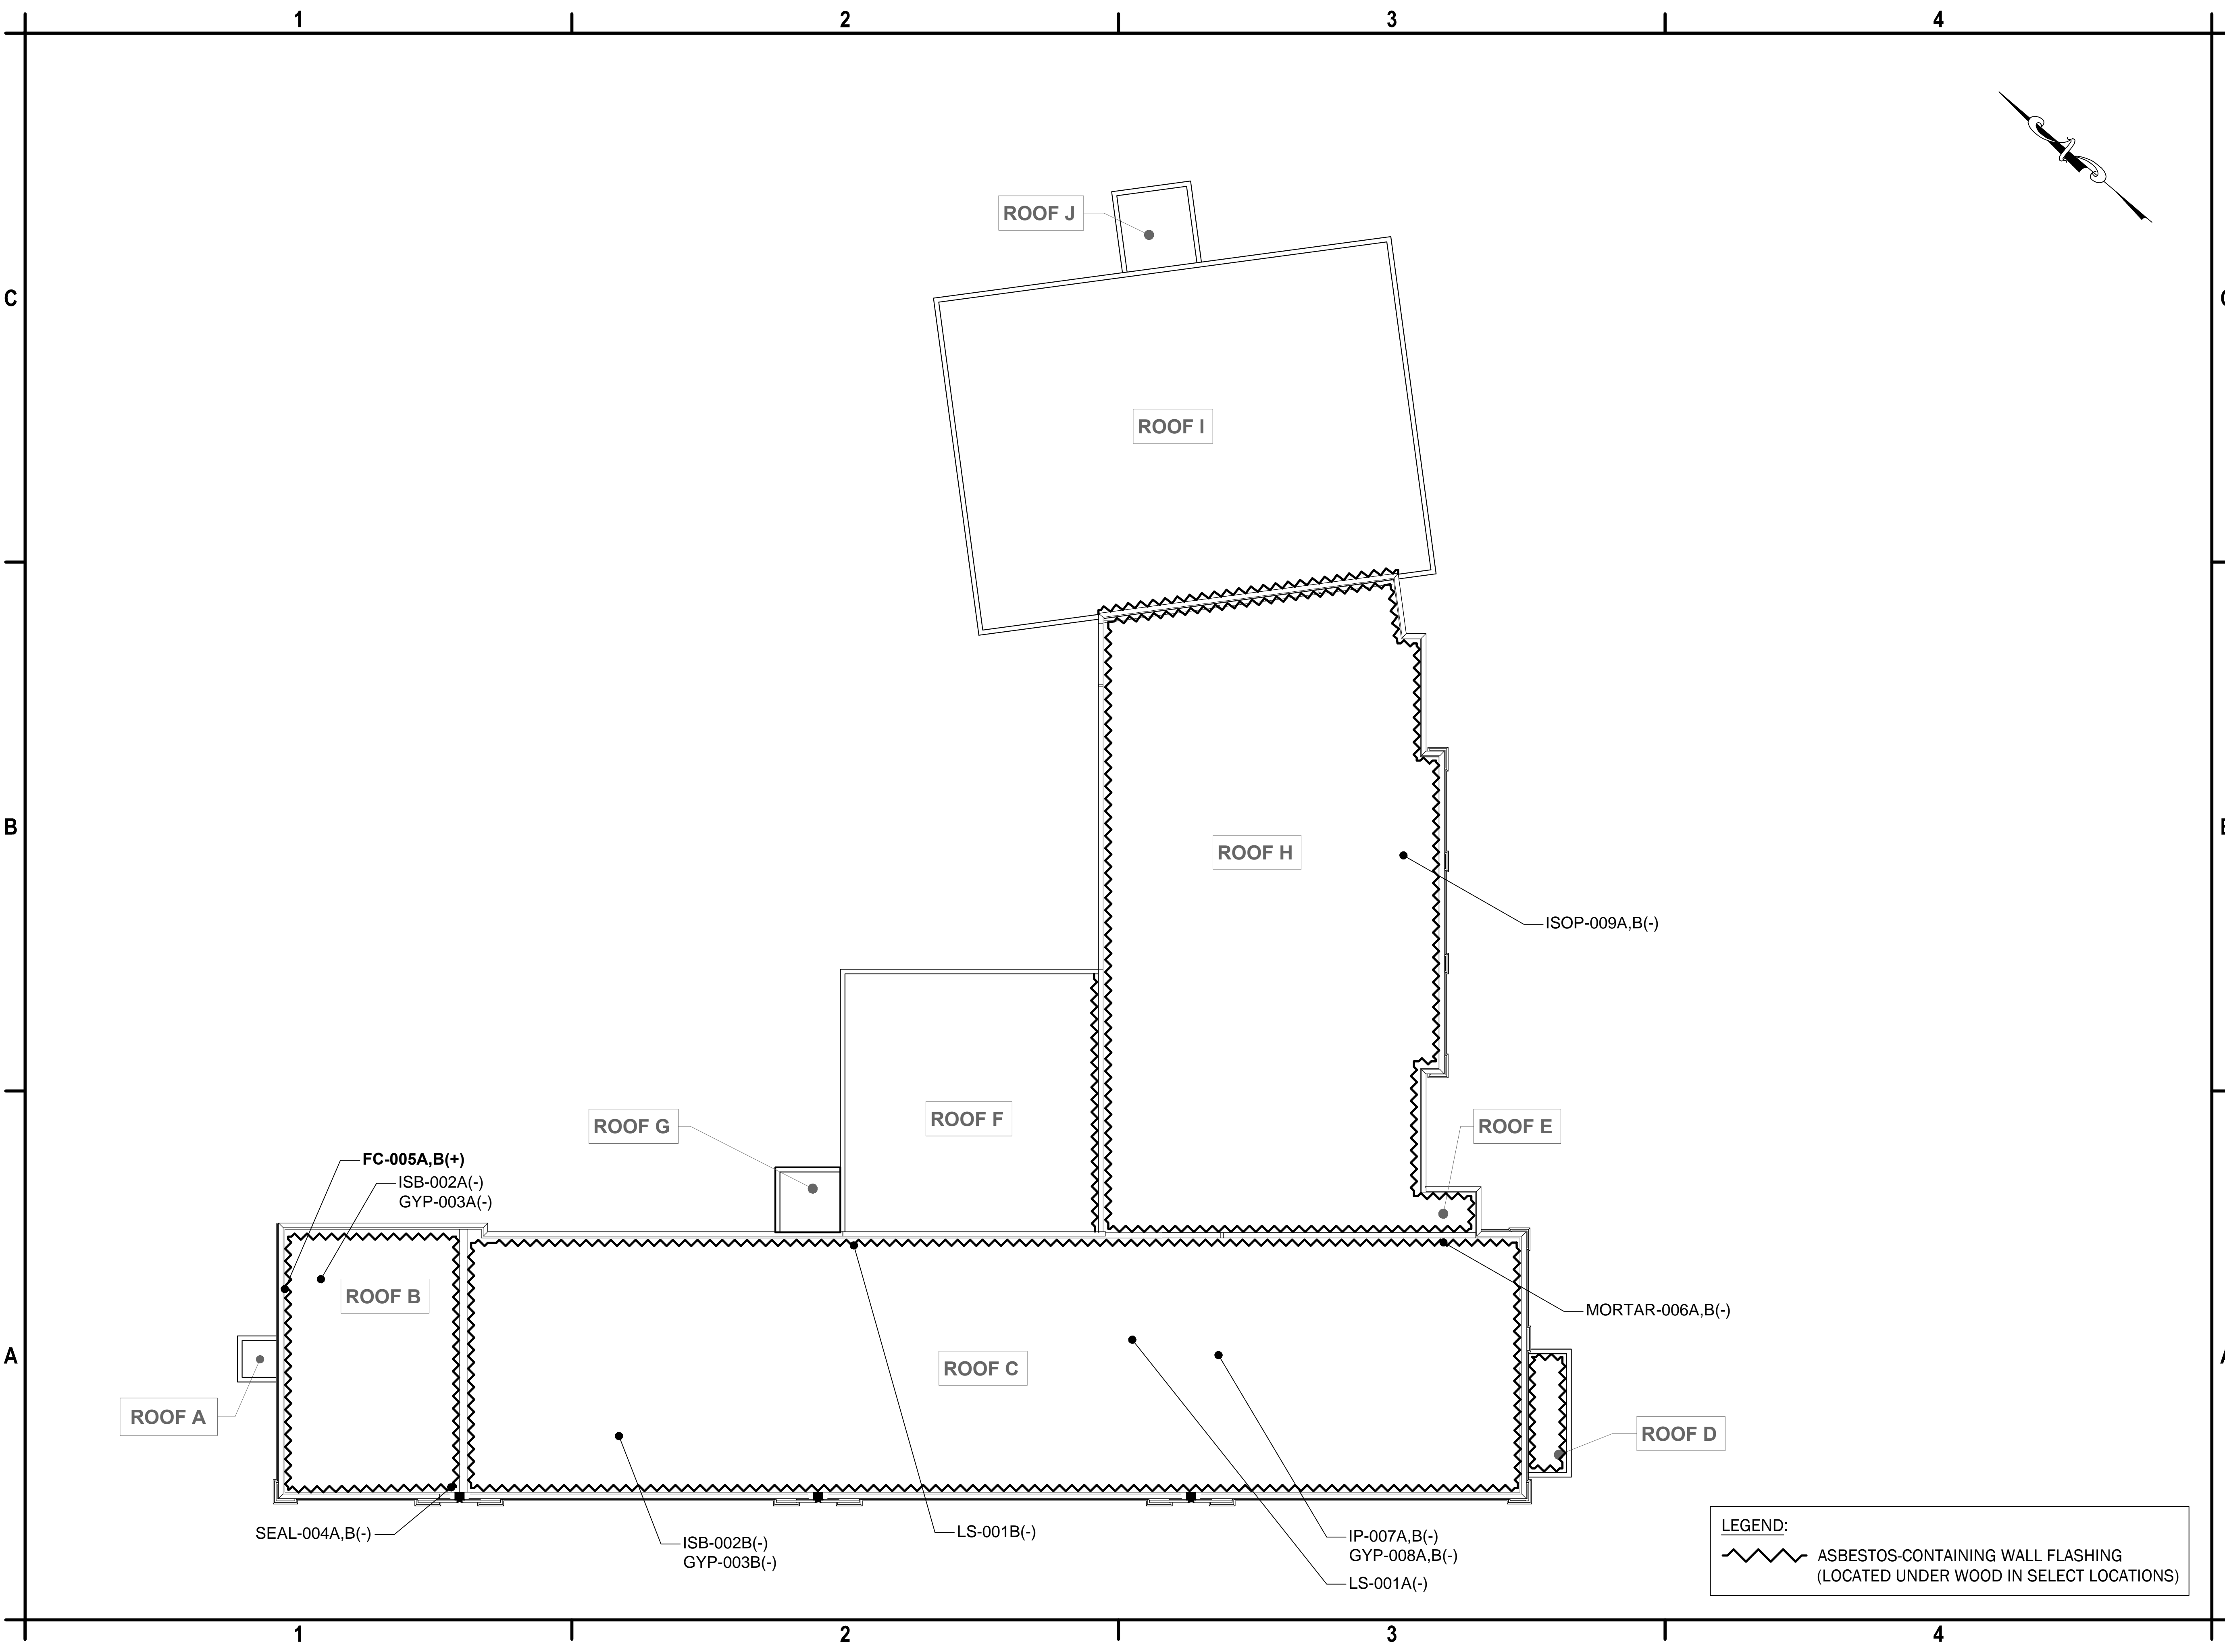 1 2 3 4
C
B
A
ROOF J
ROOF I
ROOF H
ISOP-009A,B(-)
ROOF G
ROOF F
ROOF E
FC-005A,B(+)
ISB-002A(-)
GYP-003A(-)
ROOF B
MORTAR-006A,B(-)
ROOF C
ROOF A
ROOF D
SEAL-004A,B(-)
ISB-002B(-)
GYP-003B(-)
LS-001B(-)
IP-007A,B(-)
GYP-008A,B(-)
LS-001A(-)
LEGEND:
ASBESTOS-CONTAINING WALL FLASHING
(LOCATED UNDER WOOD IN SELECT LOCATIONS)
1 2 3 4